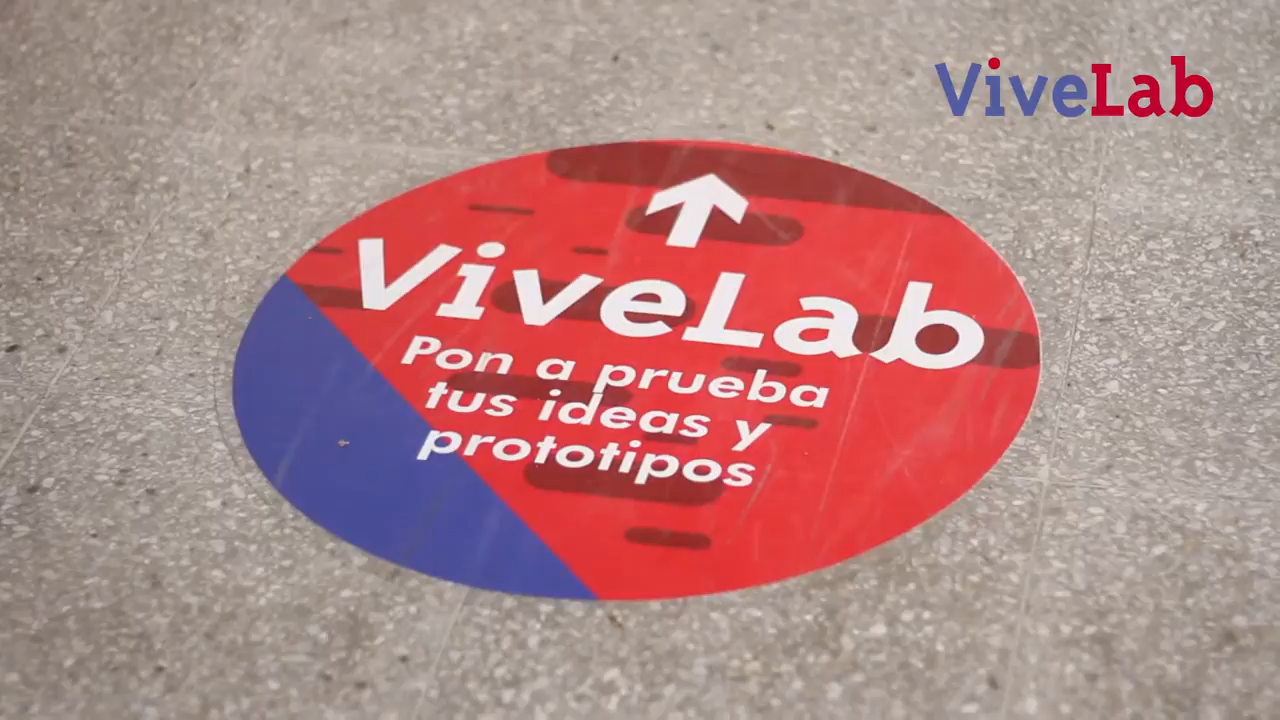 ViveLab
ViveLab
Pon a prueba
tus ideas y
prototipos